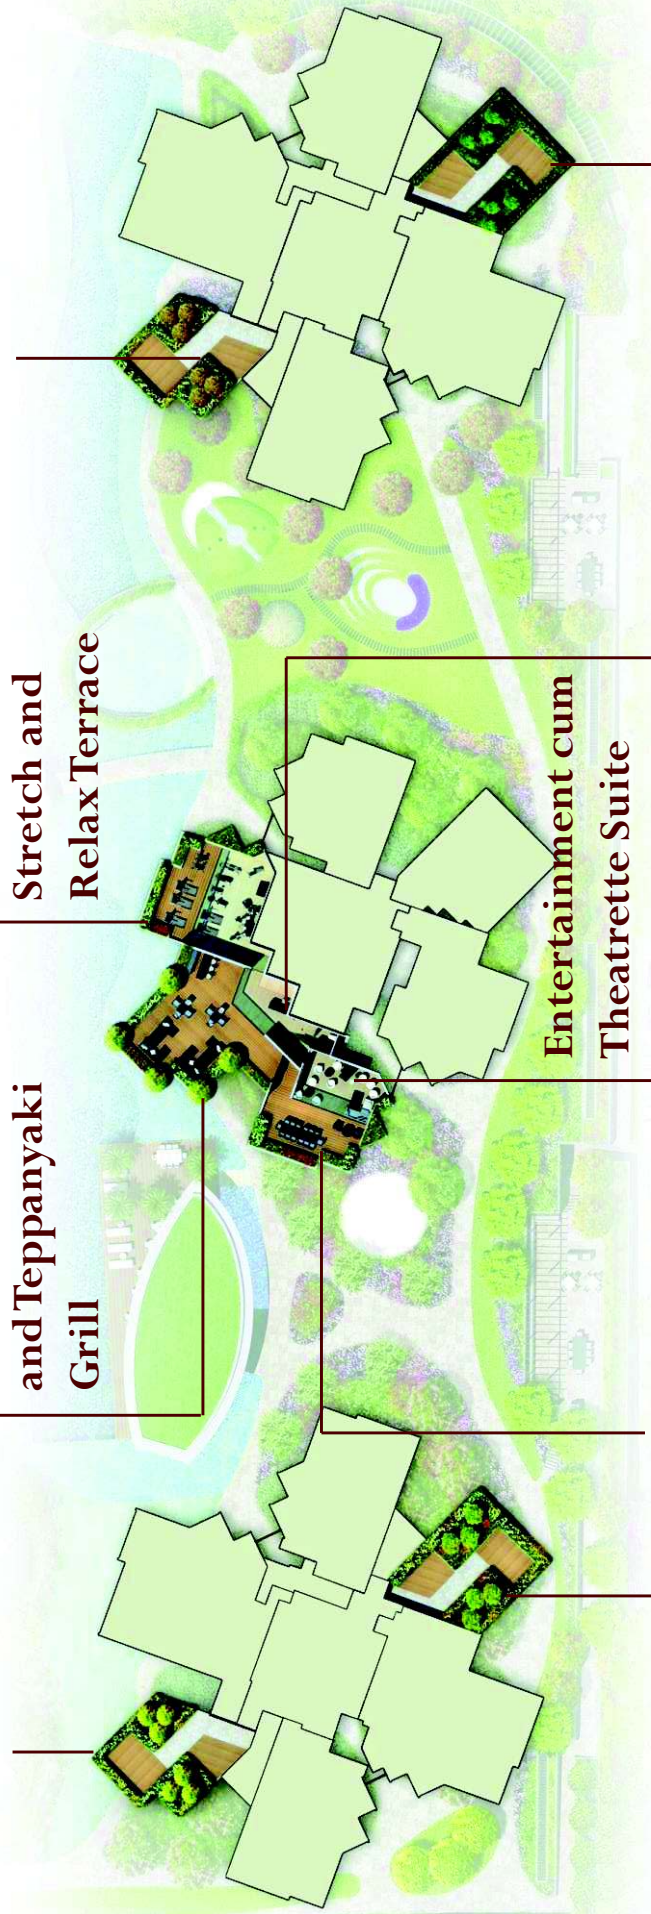 and Teppanyaki
Grill
Stretch and
Relax Terrace
Entertainment cum
Theatrette Suite